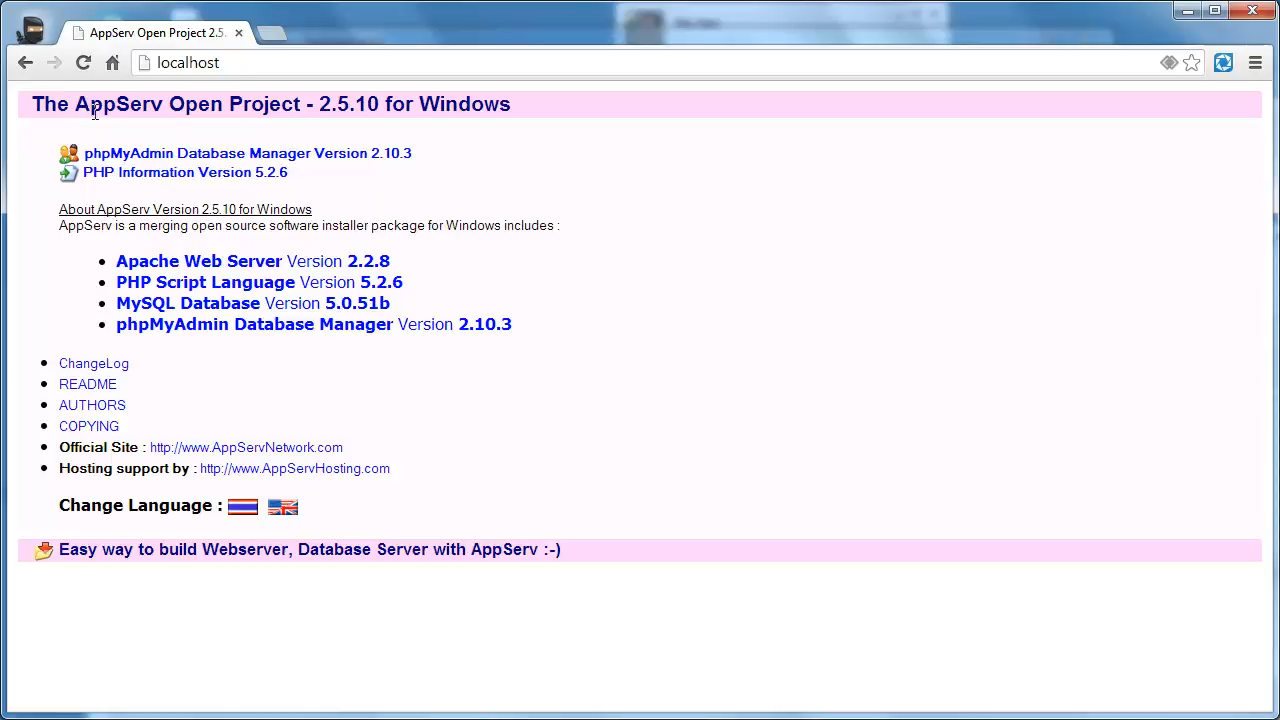 AppServ Open Project 2.5.
localhost
The AppServ Open Project - 2.5.10 for Windows
phpMyAdmin Database Manager Version 2.10.3
PHP Information Version 5.2.6
About AppServ Version 2.5.10 for Windows
AppServ is a merging open source software installer package for Windows includes :
Apache Web Server Version 2.2.8
PHP Script Language Version 5.2.6
MySQL Database Version 5.0.51b
phpMyAdmin Database Manager Version 2.10.3
ChangeLog
README
AUTHORS
COPYING
Official Site : http://www.AppServNetwork.com
Hosting support by : http://www.AppServHosting.com
Change Language :
Easy way to build Webserver, Database Server with AppServ :-)